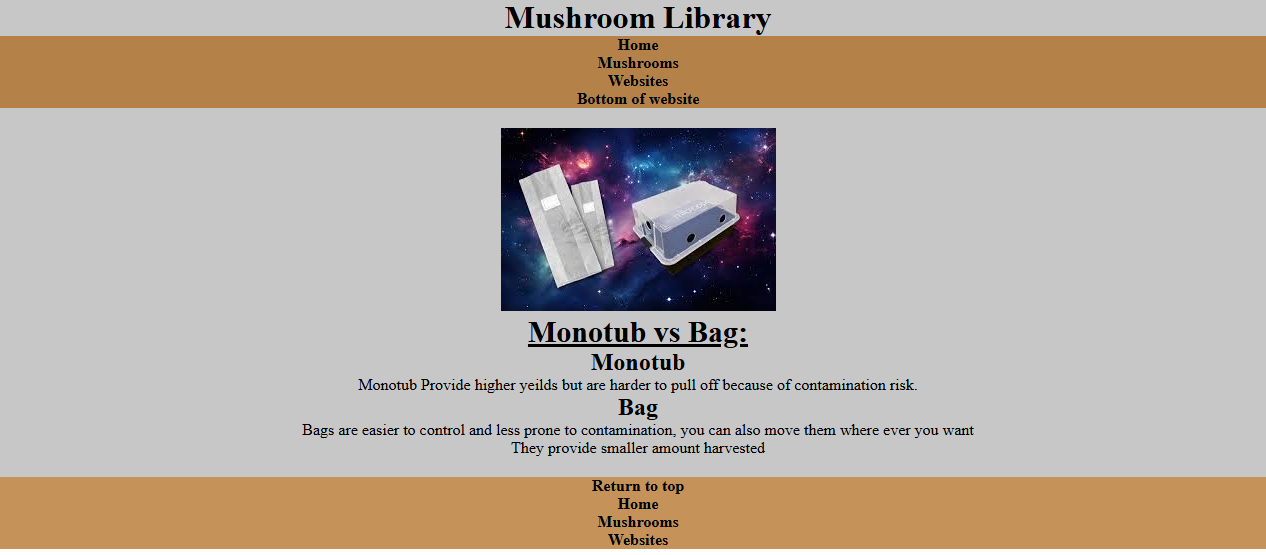 Mushroom Library
Home
Mushrooms
Websites
Bottom of website
Monotub vs Bag:
Monotub
Monotub Provide higher yeilds but are harder to pull off because of contamination risk.
Bag
Bags are easier to control and less prone to contamination, you can also move them where ever you want
They provide smaller amount harvested
Return to top
Home
Mushrooms
Websites